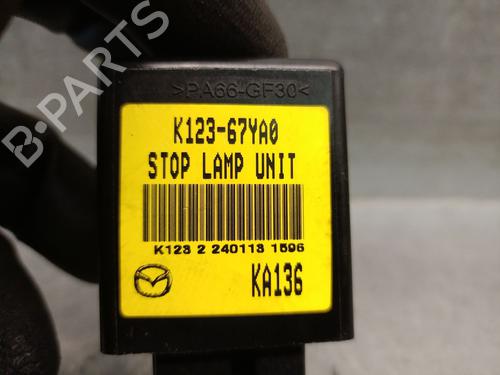 >PA66-GF30<
K123-67YA0
STOP LAMP UNIT
K123 2 240113 1596
KA136
B-PARTS